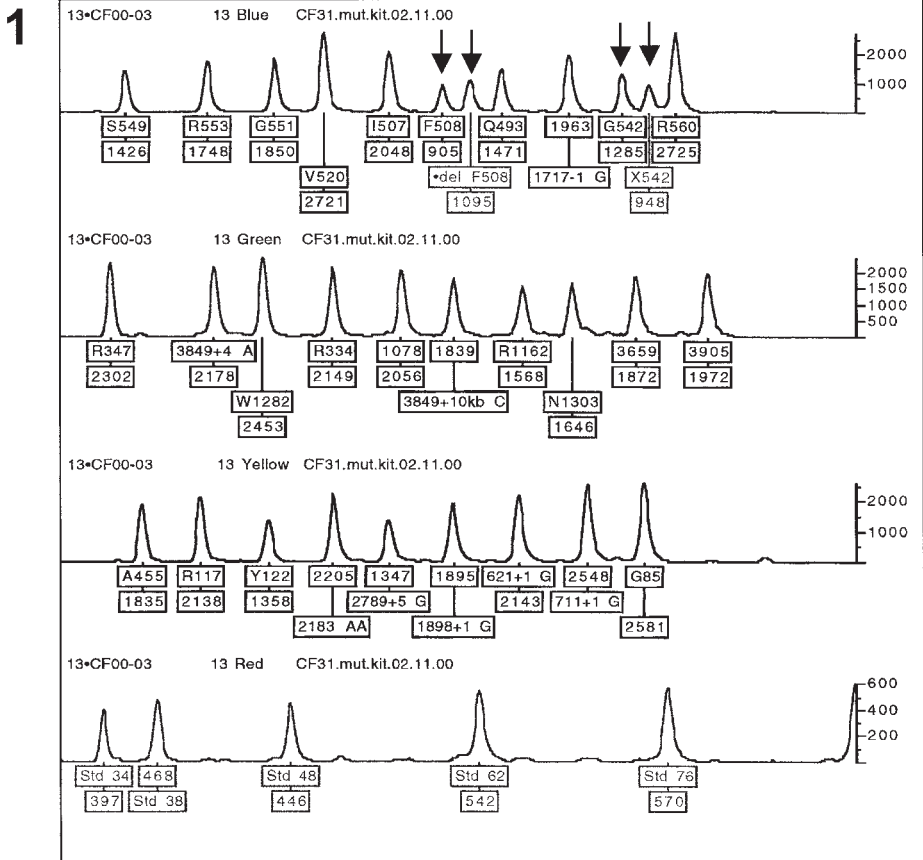 1
13•CF00-03 13 Blue CF31.mut.kit.02.11.00
2000
1000
S549 R553 G551 I507 F508 Q493 1963 G542 R560
1426 1748 1850 2048 905 1471 1285 2725
V520 •del F508 1717-1 G X542
2721 1095 948
13•CF00-03 13 Green CF31.mut.kit.02.11.00
2000
1500
1000
500
R347 3849+4 A R334 1078 1839 R1162 3659 3905
2302 2178 2149 2056 1568 1872 1972
W1282 3849+10kb C N1303
2453 1646
13•CF00-03 13 Yellow CF31.mut.kit.02.11.00
2000
1000
A455 R117 Y122 2205 1347 1895 621+1 G 2548 G85
1835 2138 1358 2789+5 G 2143 711+1 G
2183 AA 1898+1 G 2581
13•CF00-03 13 Red CF31.mut.kit.02.11.00
600
400
200
Std 34 468 Std 48 Std 62 Std 76
397 Std 38 446 542 570